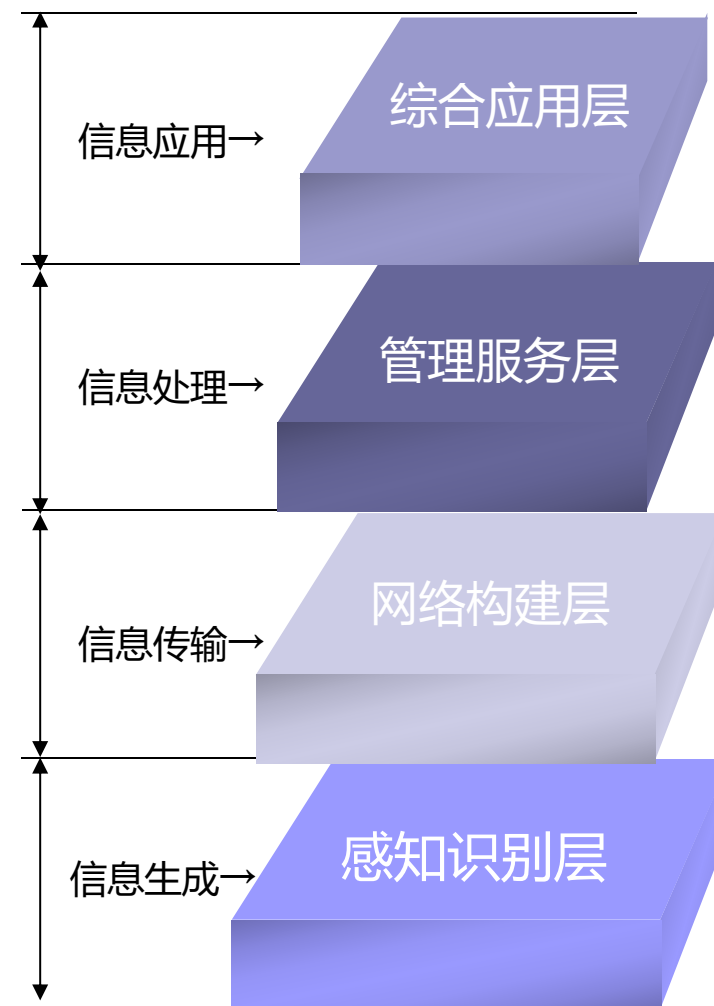 综合应用层
信息应用→
管理服务层
信息处理→
网络构建层
信息传输→
感知识别层
信息生成→